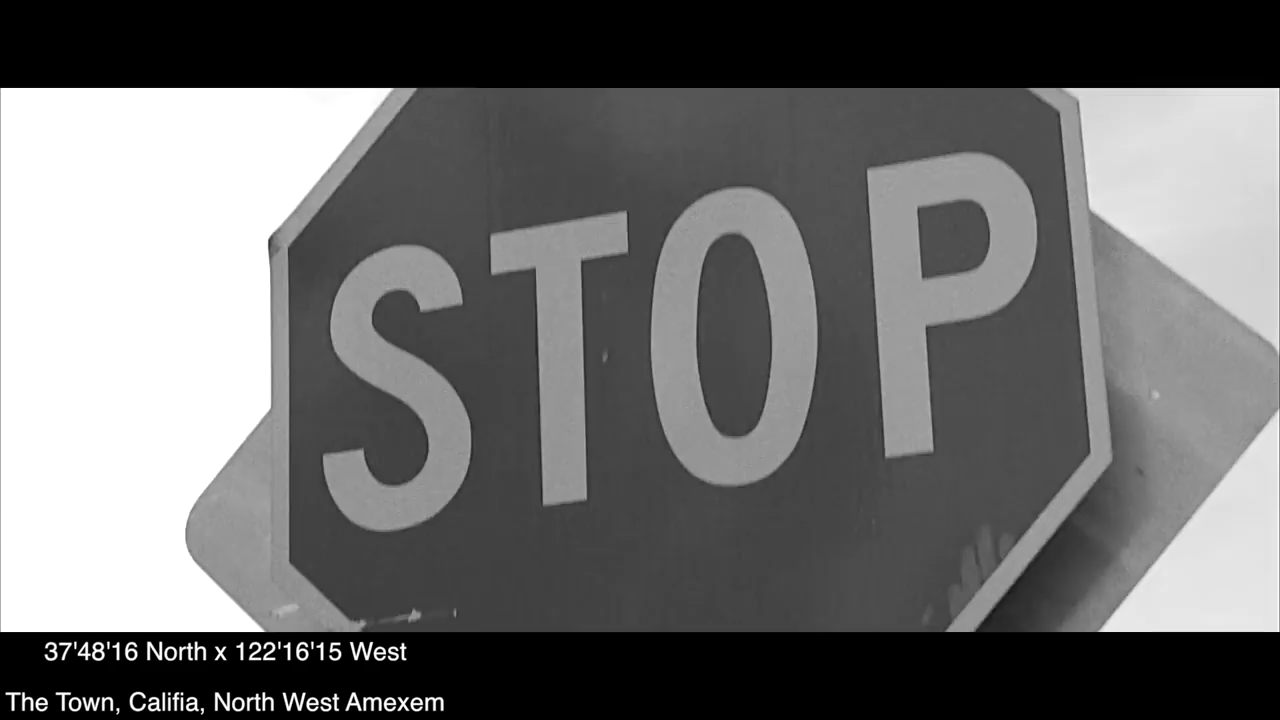 STOP
37'48'16 North x 122'16'15 West
The Town, Califia, North West Amexem